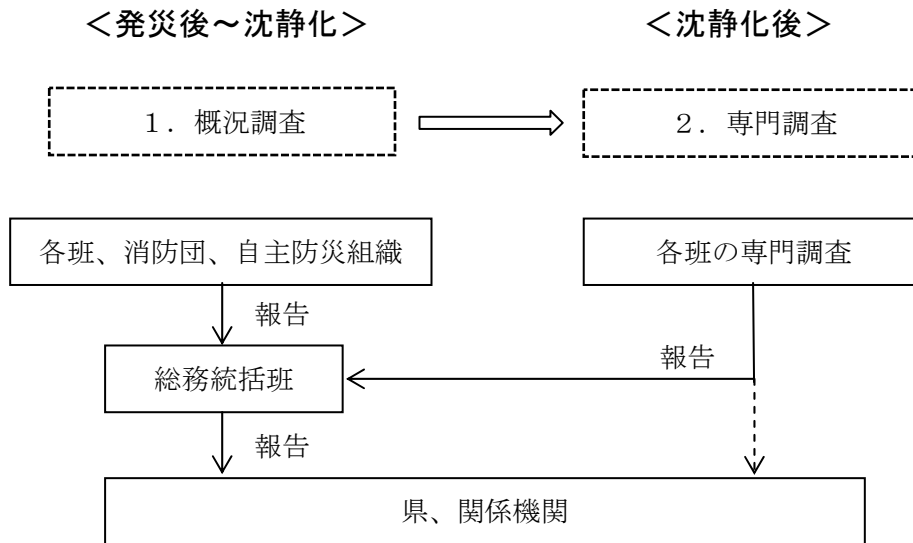 ＜発災後～沈静化＞
＜沈静化後＞
１．概況調査
２．専門調査
各班、消防団、自主防災組織
各班の専門調査
報告
報告
総務統括班
報告
県、関係機関